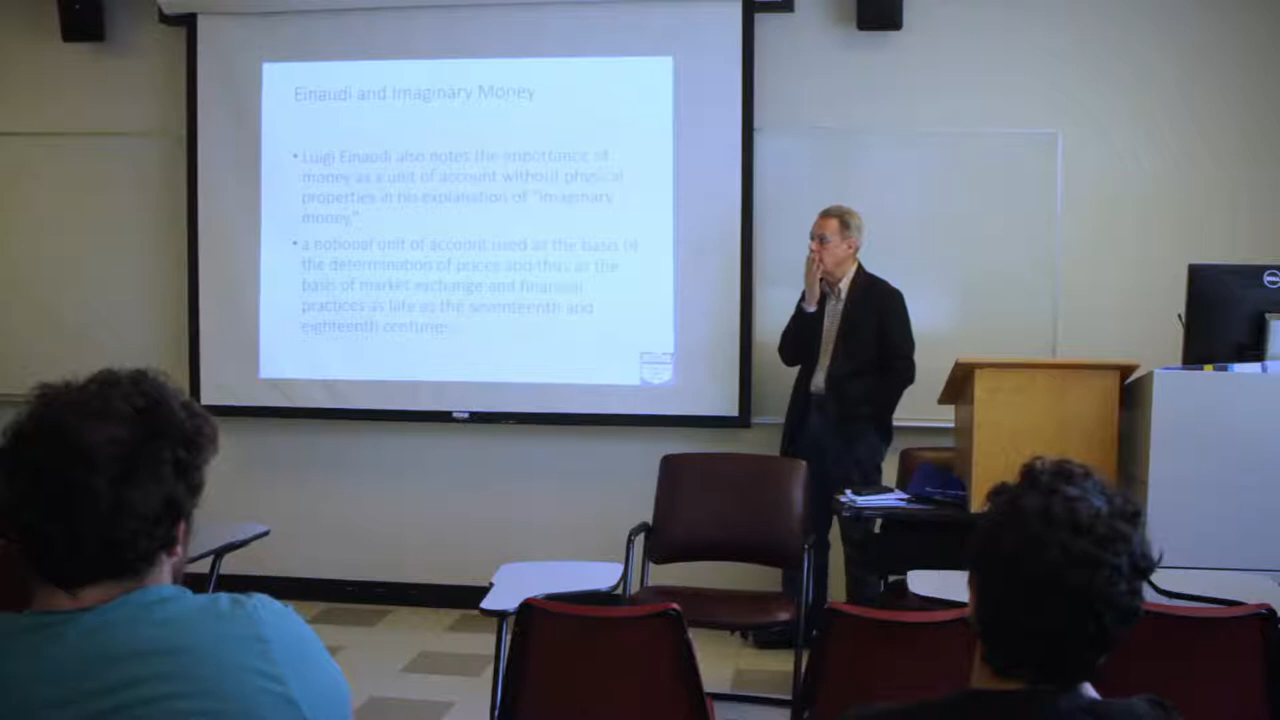 Einaudi and Imaginary Money
• Luigi Einaudi also notes the importance of
money as a unit of account without physical
properties in his explanation of "imaginary
money."
• a notional unit of account used as the basis of
the determination of prices and thus as the
basis of market exchange and financial
practices as late as the seventeenth and
eighteenth
DELL